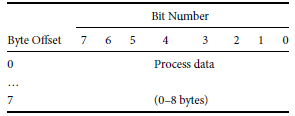 Bit Number
Byte Offset 7 6 5 4 3 2 1 0
0 Process data
…
7 (0–8 bytes)